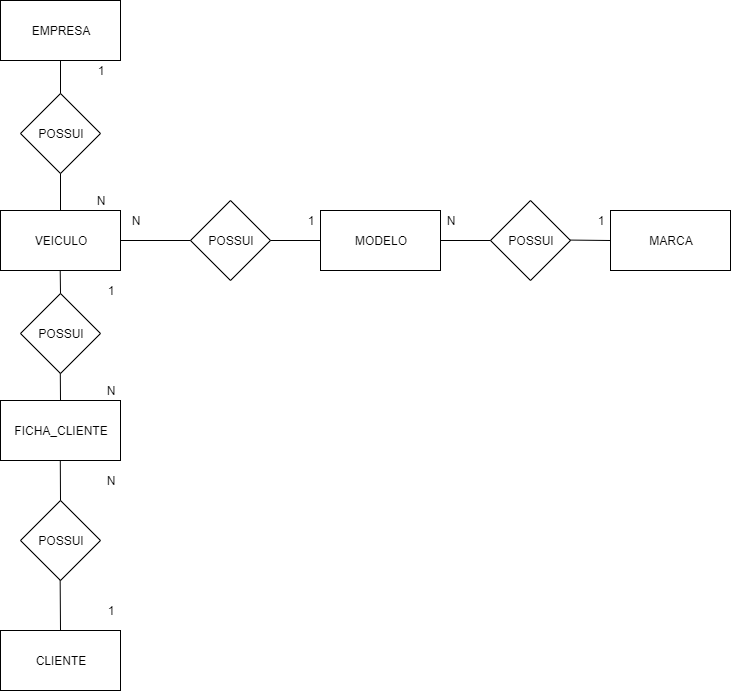 EMPRESA
1
POSSUI
N
VEICULO
N
POSSUI
1
MODELO
N
POSSUI
1
MARCA
1
POSSUI
N
FICHA_CLIENTE
N
POSSUI
1
CLIENTE